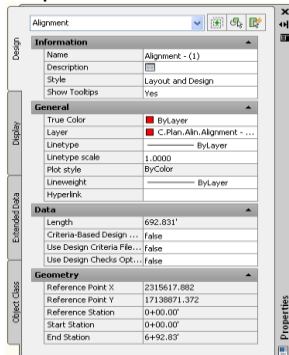 Alignment
Design
Display
Extended Data
Object Class
Properties
Information
Name Alignment - (1)
Description
Style Layout and Design
Show Tooltips Yes
General
True Color ByLayer
Layer C.Plan.Alin.Alignment - ...
Linetype ByLayer
Linetype scale 1.0000
Plot style ByColor
Lineweight ByLayer
Hyperlink
Data
Length 692.831'
Criteria-Based Design ... false
Use Design Criteria File... false
Use Design Checks Opt... false
Geometry
Reference Point X 2315617.882
Reference Point Y 17138871.372
Reference Station 0+00.00'
Start Station 0+00.00'
End Station 6+92.83'